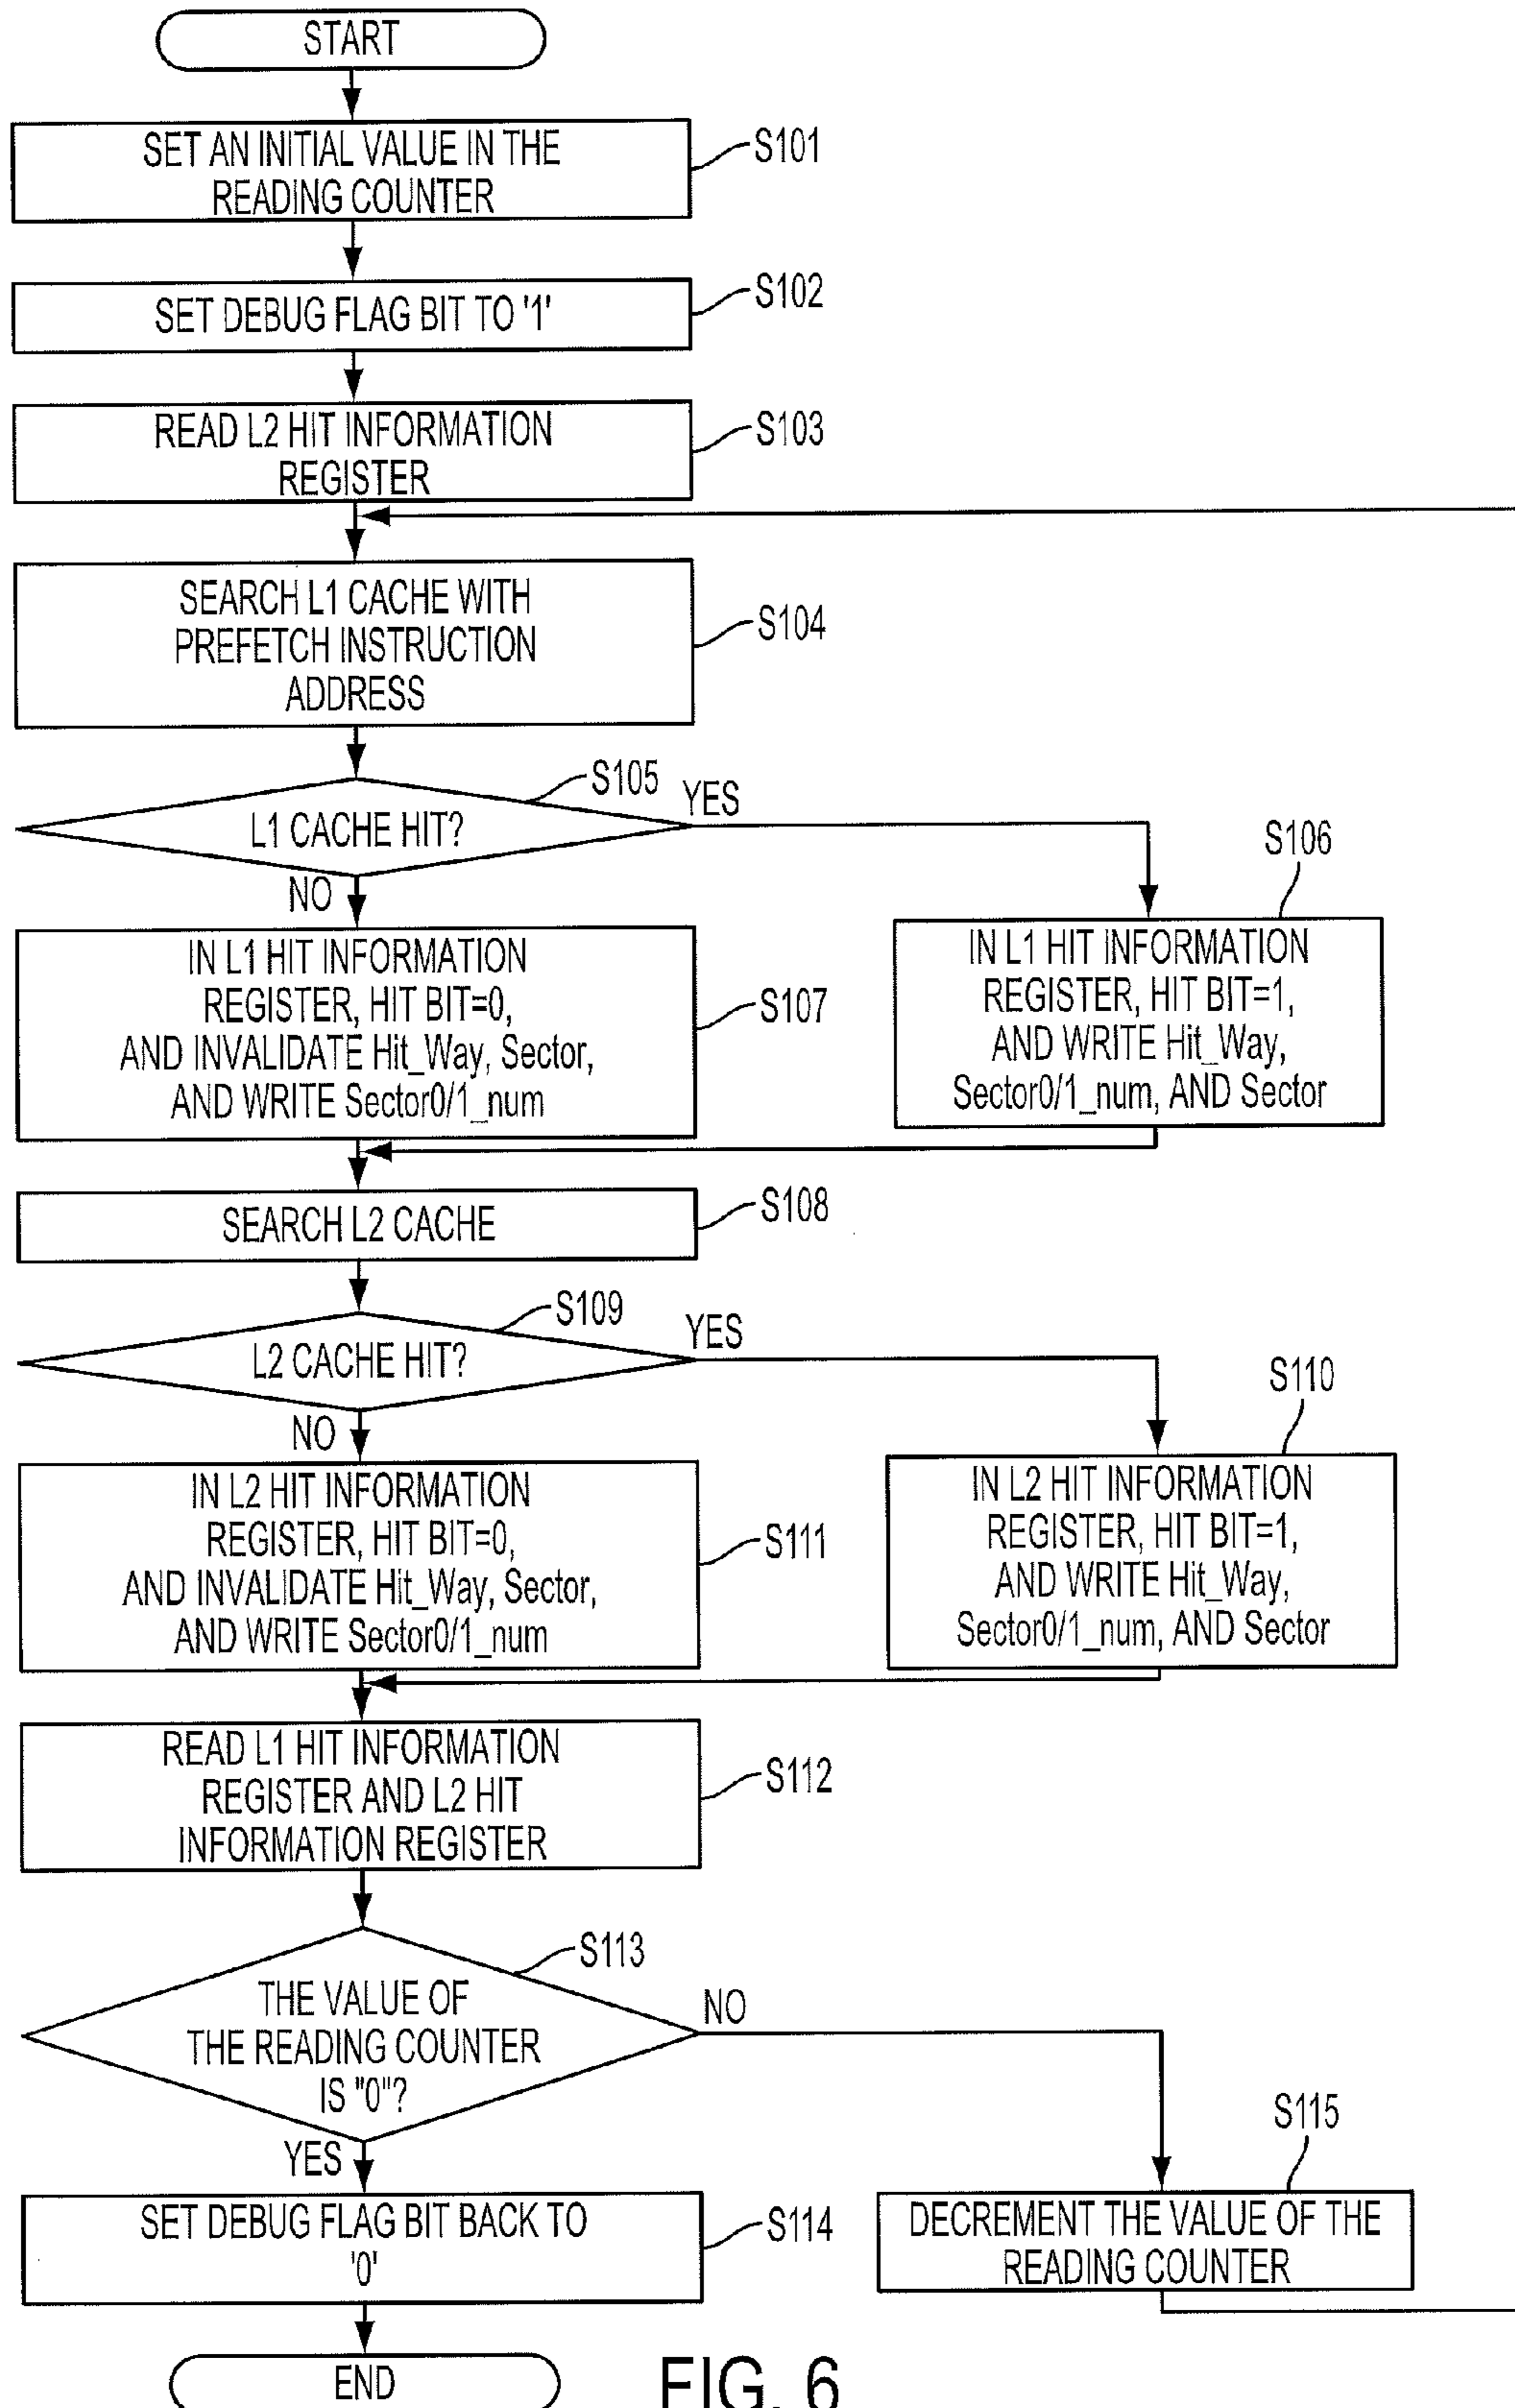 START
SET AN INITIAL VALUE IN THE
READING COUNTER
S101
SET DEBUG FLAG BIT TO '1'
S102
READ L2 HIT INFORMATION
REGISTER
S103
SEARCH L1 CACHE WITH
PREFETCH INSTRUCTION
ADDRESS
S104
L1 CACHE HIT?
S105
YES
NO
S106
IN L1 HIT INFORMATION
REGISTER, HIT BIT=1,
AND WRITE Hit_Way,
Sector0/1_num, AND Sector
IN L1 HIT INFORMATION
REGISTER, HIT BIT=0,
AND INVALIDATE Hit_Way, Sector,
AND WRITE Sector0/1_num
S107
SEARCH L2 CACHE
S108
L2 CACHE HIT?
S109
YES
NO
S110
IN L2 HIT INFORMATION
REGISTER, HIT BIT=1,
AND WRITE Hit_Way,
Sector0/1_num, AND Sector
IN L2 HIT INFORMATION
REGISTER, HIT BIT=0,
AND INVALIDATE Hit_Way, Sector,
AND WRITE Sector0/1_num
S111
READ L1 HIT INFORMATION
REGISTER AND L2 HIT
INFORMATION REGISTER
S112
S113
THE VALUE OF
THE READING COUNTER
IS "0"?
NO
YES
S115
DECREMENT THE VALUE OF THE
READING COUNTER
SET DEBUG FLAG BIT BACK TO
'0'
S114
END
FIG. 6